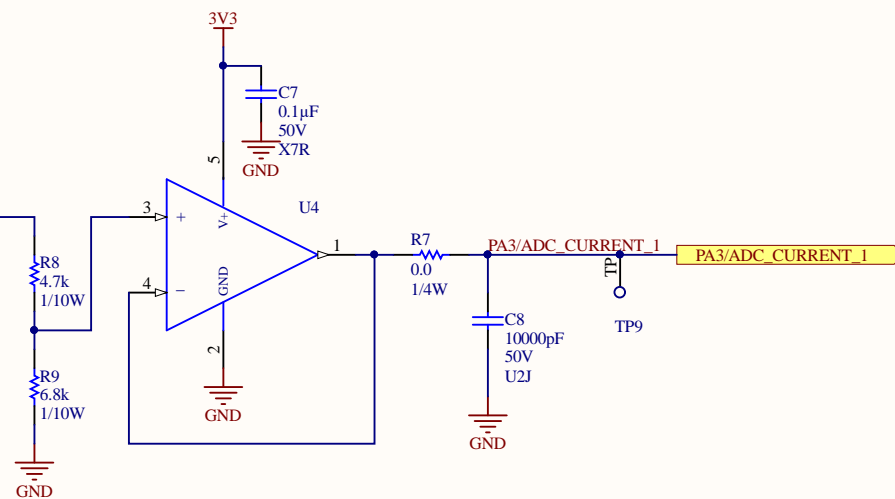 3V3
C7
0.1µF
50V
X7R
GND
5
U4
3
+
V+
1
R7
0.0
1/4W
PA3/ADC_CURRENT_1
PA3/ADC_CURRENT_1
TP
TP9
R8
4.7k
1/10W
4
−
GND
2
GND
C8
10000pF
50V
U2J
GND
R9
6.8k
1/10W
GND